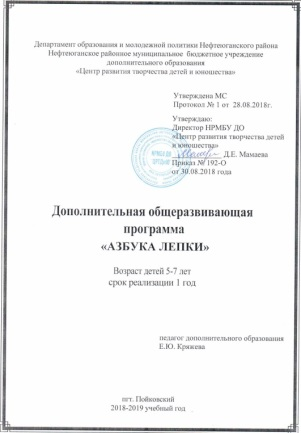 Департамент образования и молодежной политики Нефтеюганского района
Нефтеюганское районное муниципальное бюджетное учреждение
дополнительного образования
«Центр развития творчества детей и юношества»
Утверждена МС
Протокол № 1 от 28.08.2018г.
Утверждаю:
Директор НРМБУ ДО
«Центр развития творчества детей
и юношества»
Д.Е. Мамаева
Приказ № 192-О
от 30.08.2018 года
Дополнительная общеразвивающая
программа
«АЗБУКА ЛЕПКИ»
Возраст детей 5-7 лет
срок реализации 1 год
педагог дополнительного образования
Е.Ю. Кряжева
пгт. Пойковский
2018-2019 учебный год